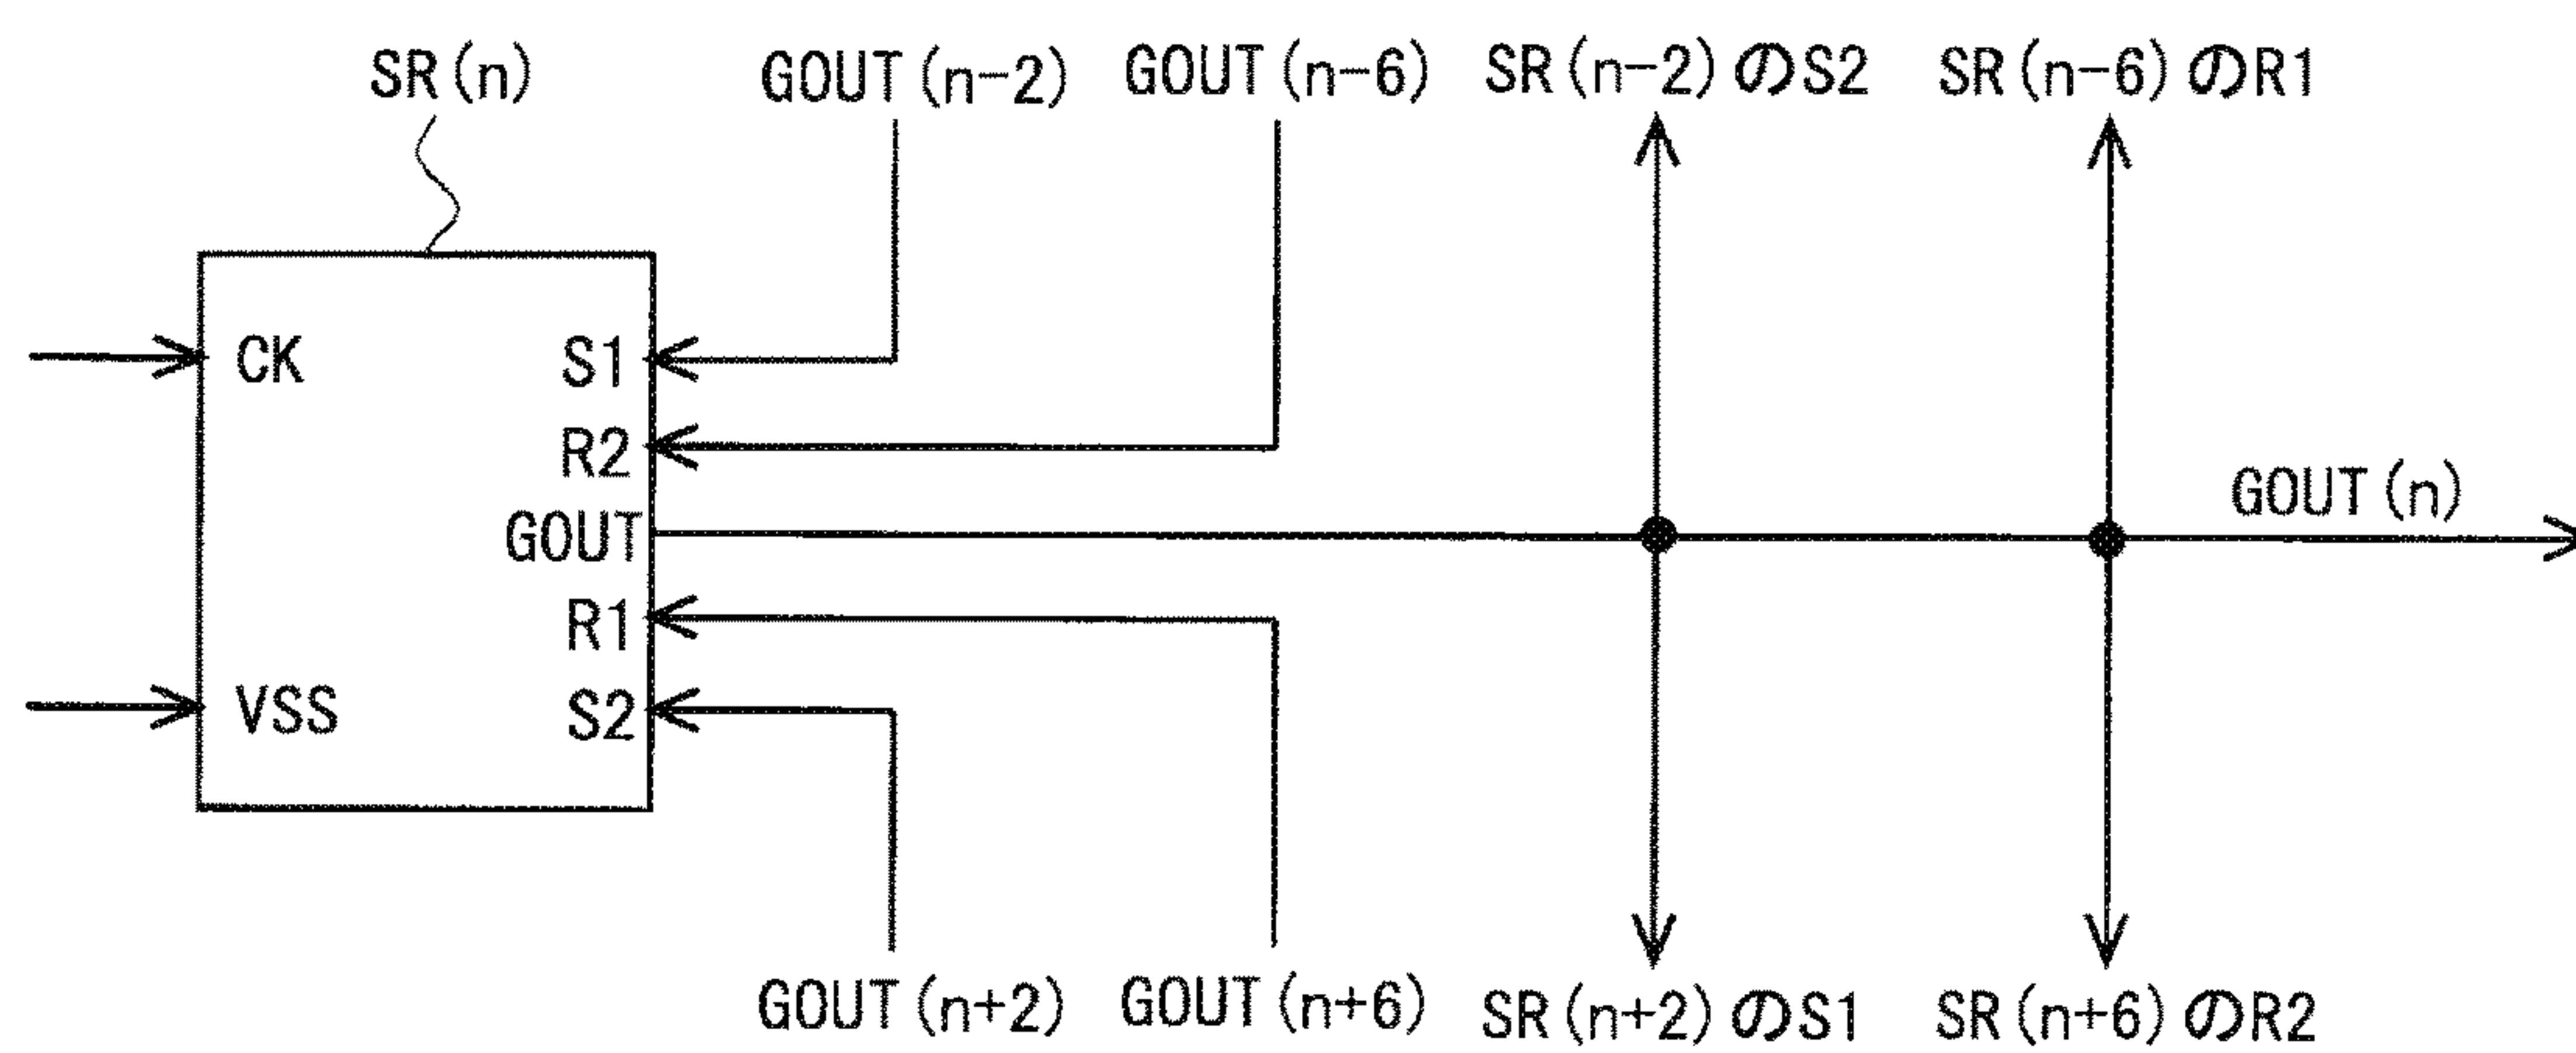 SR(n)
GOUT(n-2)
GOUT(n-6)
SR(n-2)のS2
SR(n-6)のR1
CK
S1
R2
GOUT
GOUT(n)
R1
VSS
S2
GOUT(n+2)
GOUT(n+6)
SR(n+2)のS1
SR(n+6)のR2